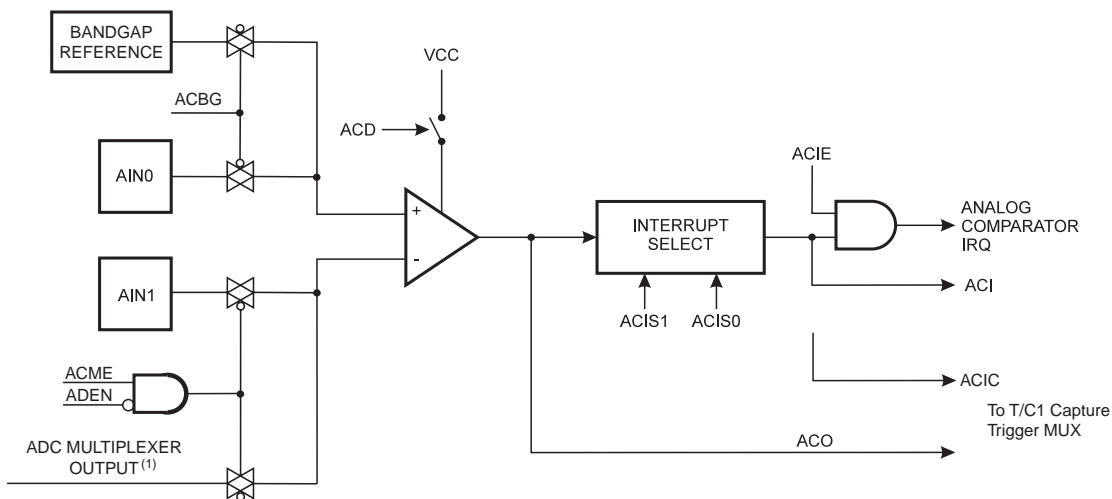 BANDGAP
REFERENCE
VCC
ACBG
ACD
AIN0
ACIE
+
INTERRUPT
SELECT
ANALOG
COMPARATOR
IRQ
-
AIN1
ACI
ACIS1
ACIS0
ACME
ADEN
ACIC
To T/C1 Capture
Trigger MUX
ACO
ADC MULTIPLEXER
OUTPUT (1)